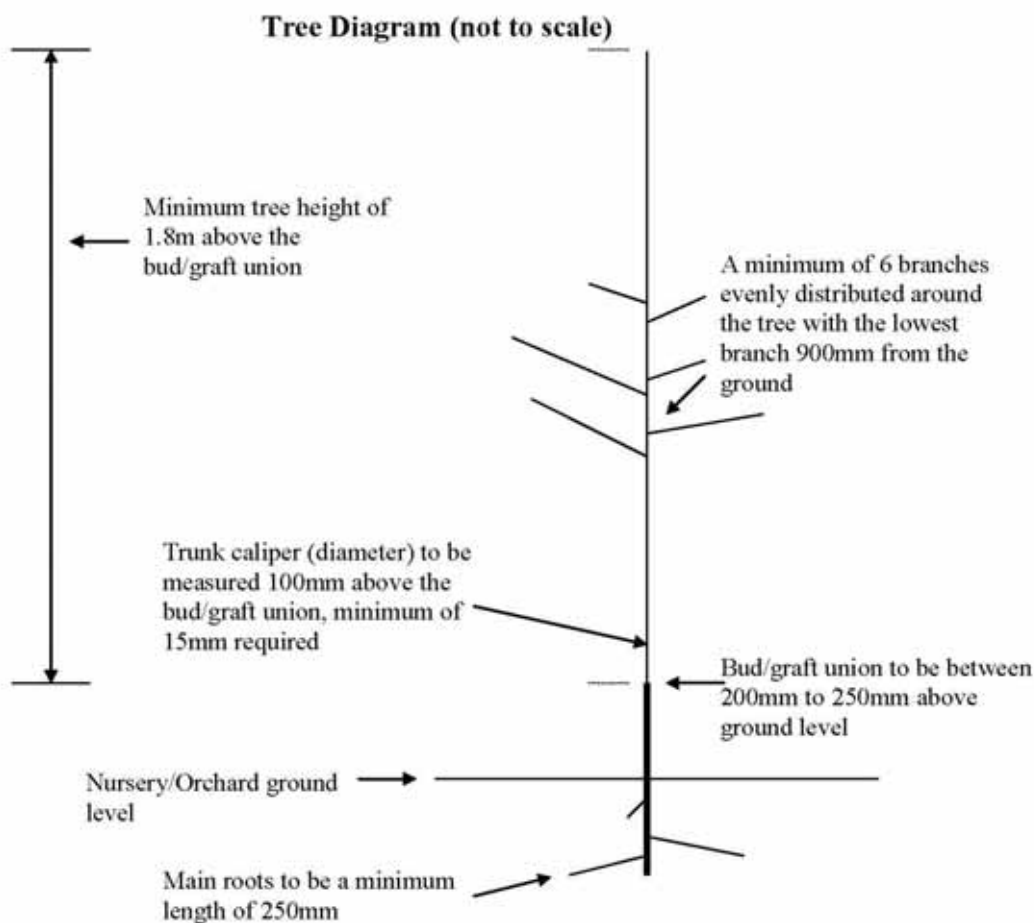 Tree Diagram (not to scale)
Minimum tree height of
1.8m above the
bud/graft union
A minimum of 6 branches
evenly distributed around
the tree with the lowest
branch 900mm from the
ground
Trunk caliper (diameter) to be
measured 100mm above the
bud/graft union, minimum of
15mm required
Bud/graft union to be between
200mm to 250mm above
ground level
Nursery/Orchard ground
level
Main roots to be a minimum
length of 250mm